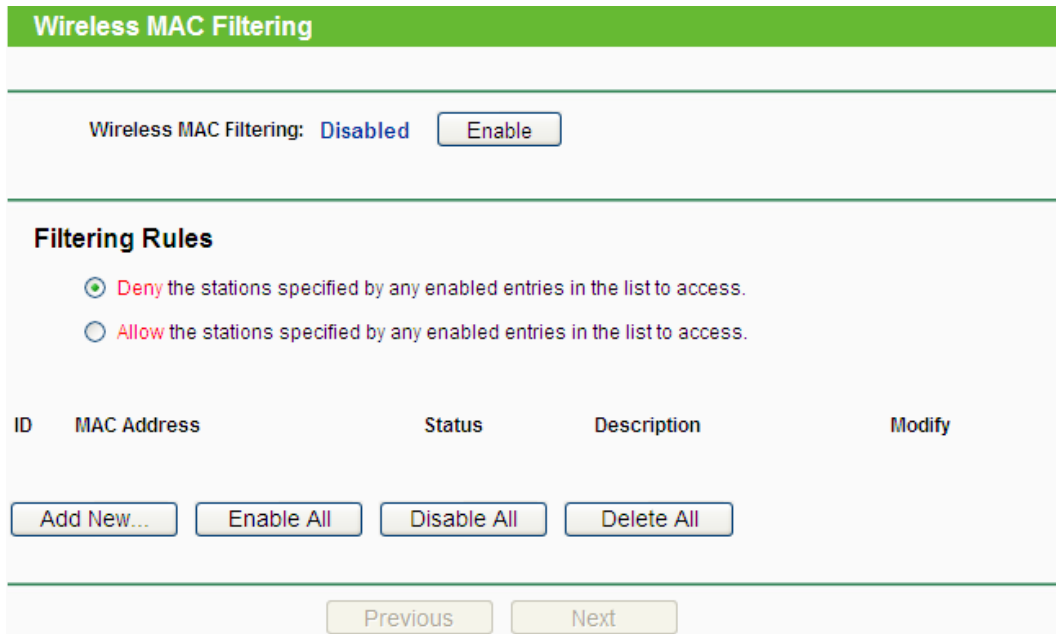 Wireless MAC Filtering
Wireless MAC Filtering: Disabled Enable
Filtering Rules
Deny the stations specified by any enabled entries in the list to access.
Allow the stations specified by any enabled entries in the list to access.
ID MAC Address Status Description Modify
Add New... Enable All Disable All Delete All
Previous Next